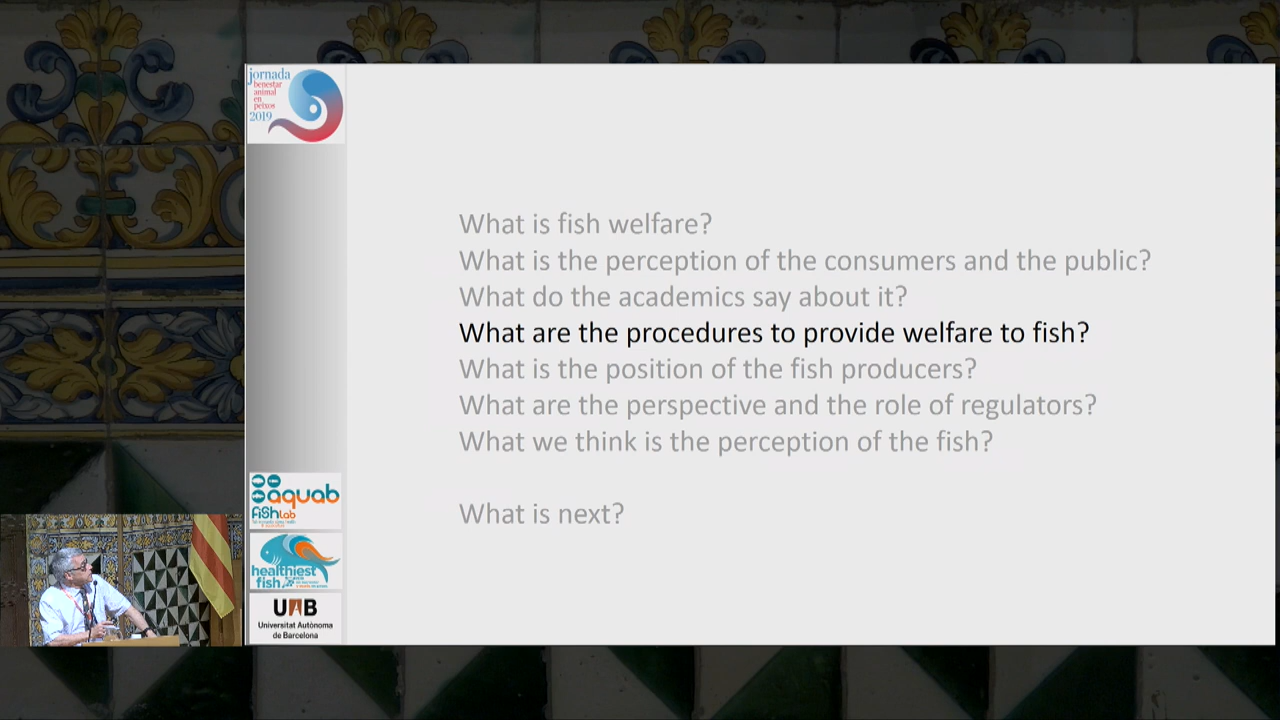 jornada
benestar
animal
en
peixos
2019
What is fish welfare?
What is the perception of the consumers and the public?
What do the academics say about it?
What are the procedures to provide welfare to fish?
What is the position of the fish producers?
What are the perspective and the role of regulators?
What we think is the perception of the fish?
What is next?
aquab
fishlab
healthiest
fish
UAB
Universitat Autònoma
de Barcelona